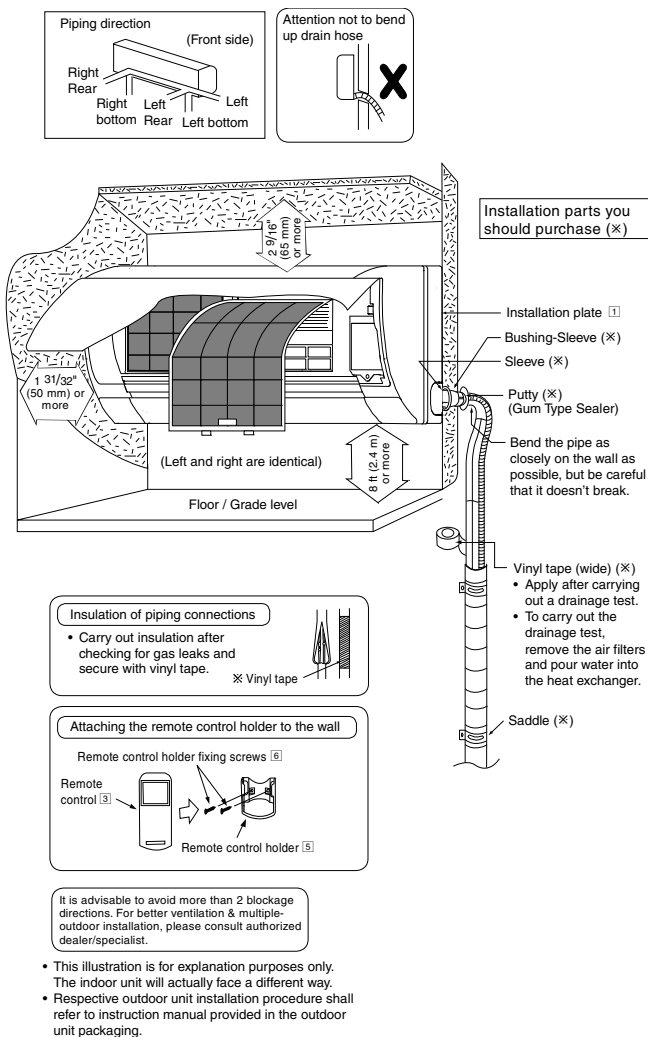 Piping direction
(Front side)
Right
Rear
Right
bottom
Left
Rear
Left bottom
Left
Attention not to bend
up drain hose
Installation parts you
should purchase (※)
2 9/16"
(65 mm)
or more
1 31/32"
(50 mm) or
more
(Left and right are identical)
8 ft (2.4 m)
or more
Floor / Grade level
Installation plate 1
Bushing-Sleeve (※)
Sleeve (※)
Putty (※)
(Gum Type Sealer)
Bend the pipe as
closely on the wall as
possible, but be careful
that it doesn't break.
Vinyl tape (wide) (※)
• Apply after carrying
out a drainage test.
• To carry out the
drainage test,
remove the air filters
and pour water into
the heat exchanger.
Saddle (※)
Insulation of piping connections
• Carry out insulation after
checking for gas leaks and
secure with vinyl tape.
※ Vinyl tape
Attaching the remote control holder to the wall
Remote control holder fixing screws 6
Remote
control 3
Remote control holder 5
It is advisable to avoid more than 2 blockage
directions. For better ventilation & multiple-
outdoor installation, please consult authorized
dealer/specialist.
• This illustration is for explanation purposes only.
The indoor unit will actually face a different way.
• Respective outdoor unit installation procedure shall
refer to instruction manual provided in the outdoor
unit packaging.